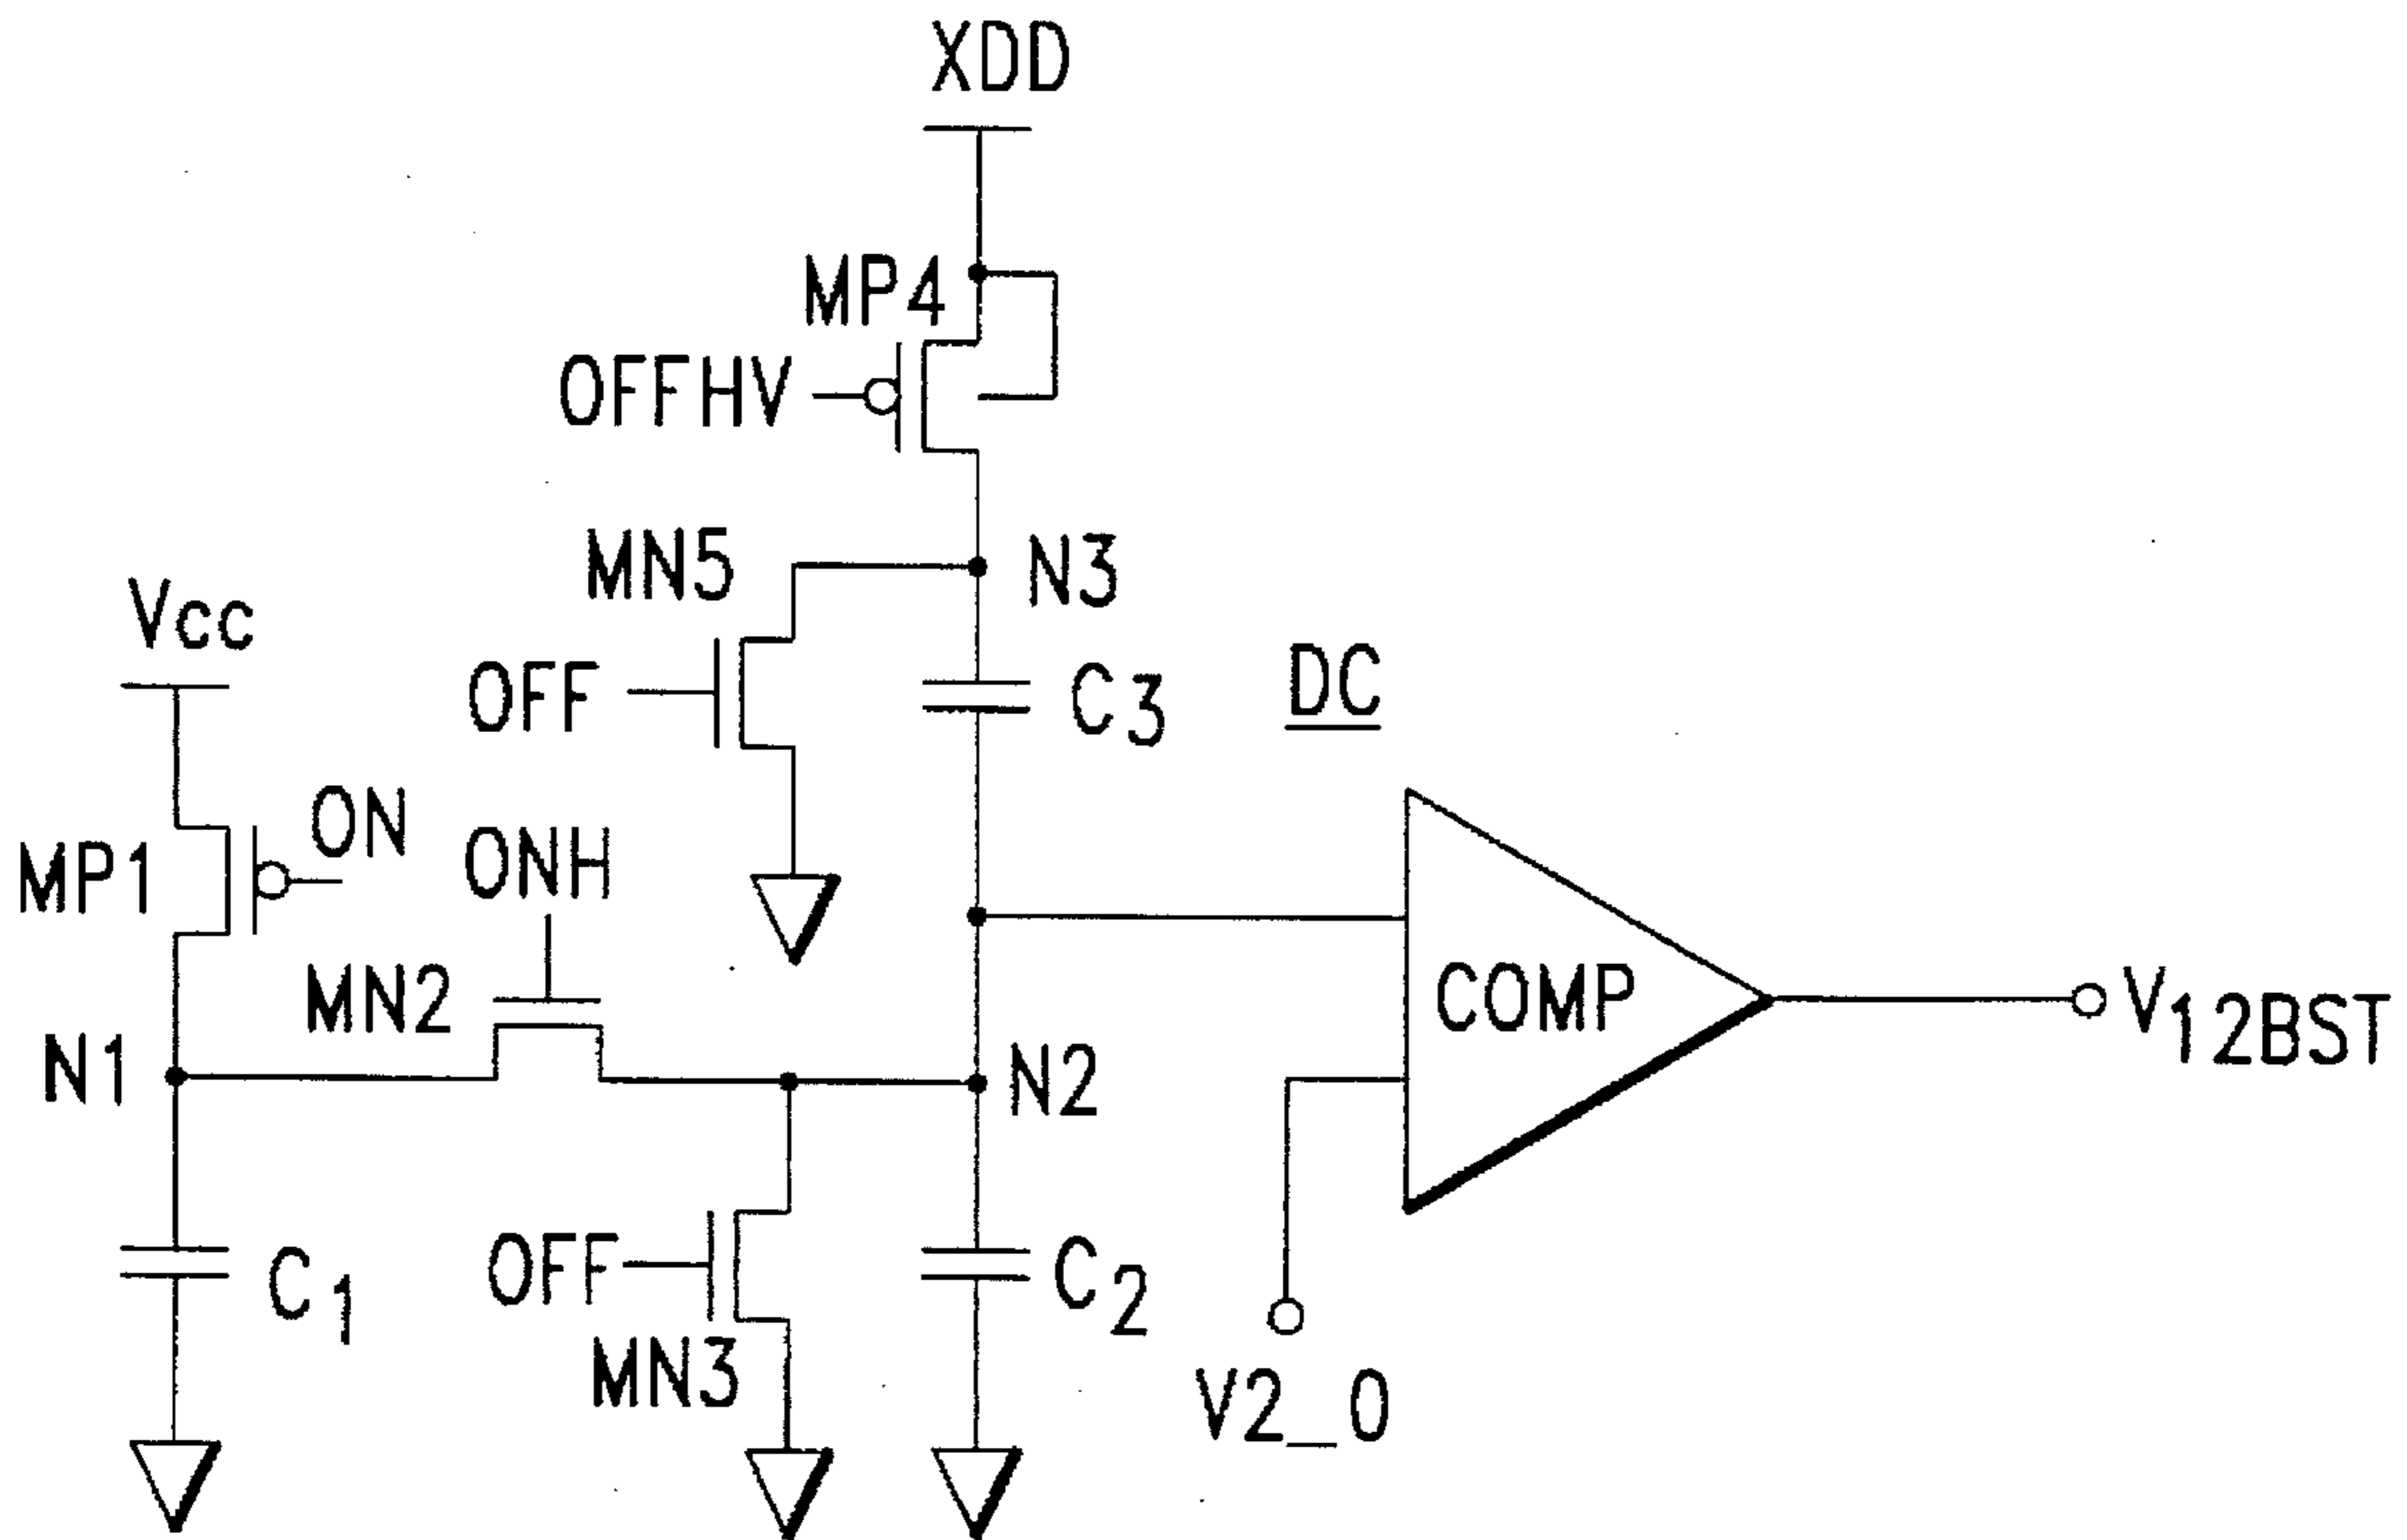 XDD
MP4
OFFHV
MN5
N3
Vcc
OFF
C3
DC
ON
MP1
ONH
MN2
COMP
V12BST
N1
N2
OFF
C1
C2
MN3
V2_0